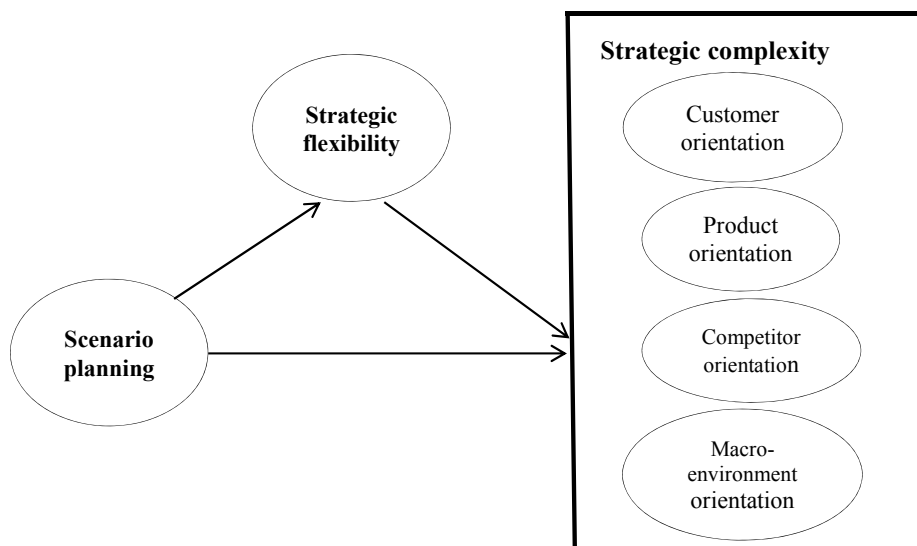 Strategic complexity
Strategic
flexibility
Customer
orientation
Product
orientation
Scenario
planning
Competitor
orientation
Macro-
environment
orientation